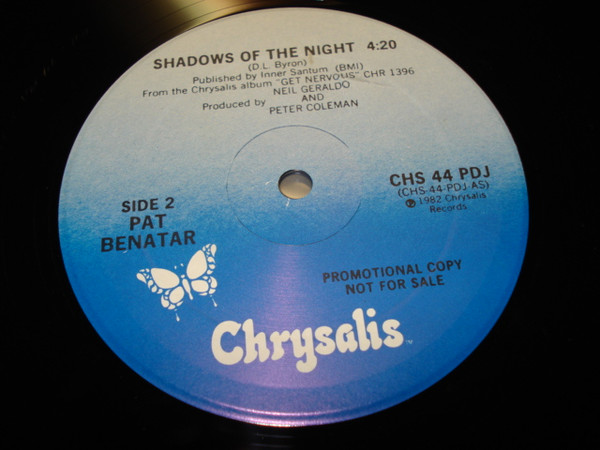 SHADOWS OF THE NIGHT 4:20
(D.L. Byron)
Published by Inner Santum (BMI)
From the Chrysalis album "GET NERVOUS" CHR 1396
Produced by NEIL GERALDO
AND
PETER COLEMAN
CHS 44 PDJ
(CHS-44-PDJ-AS)
℗ 1982 Chrysalis
Records
SIDE 2
PAT
BENATAR
PROMOTIONAL COPY
NOT FOR SALE
Chrysalis™